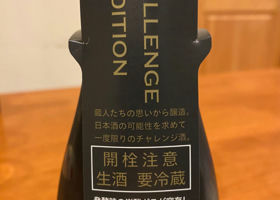 LLENGE
DITION
蔵人たちの思いから醸造。
日本酒の可能性を求めて
一度限りのチャレンジ酒。
開栓注意
生酒 要冷蔵